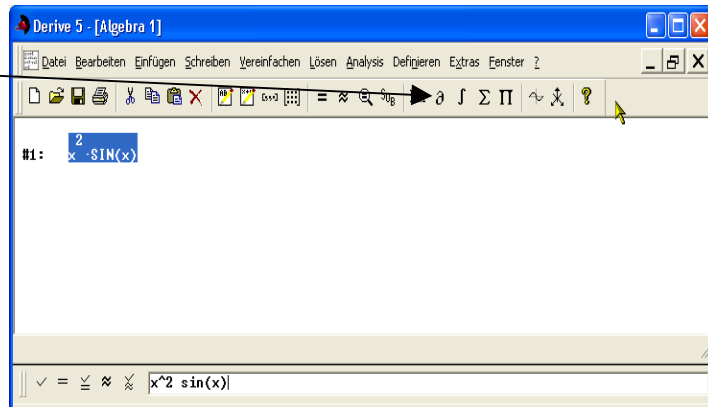 Derive 5 - [Algebra 1]
Datei Bearbeiten Einfügen Schreiben Vereinfachen Lösen Analysis Definieren Extras Fenster ?
= ≈ ∂ ∫ Σ Π ?
2
#1: x ·SIN(x)
x^2 sin(x)